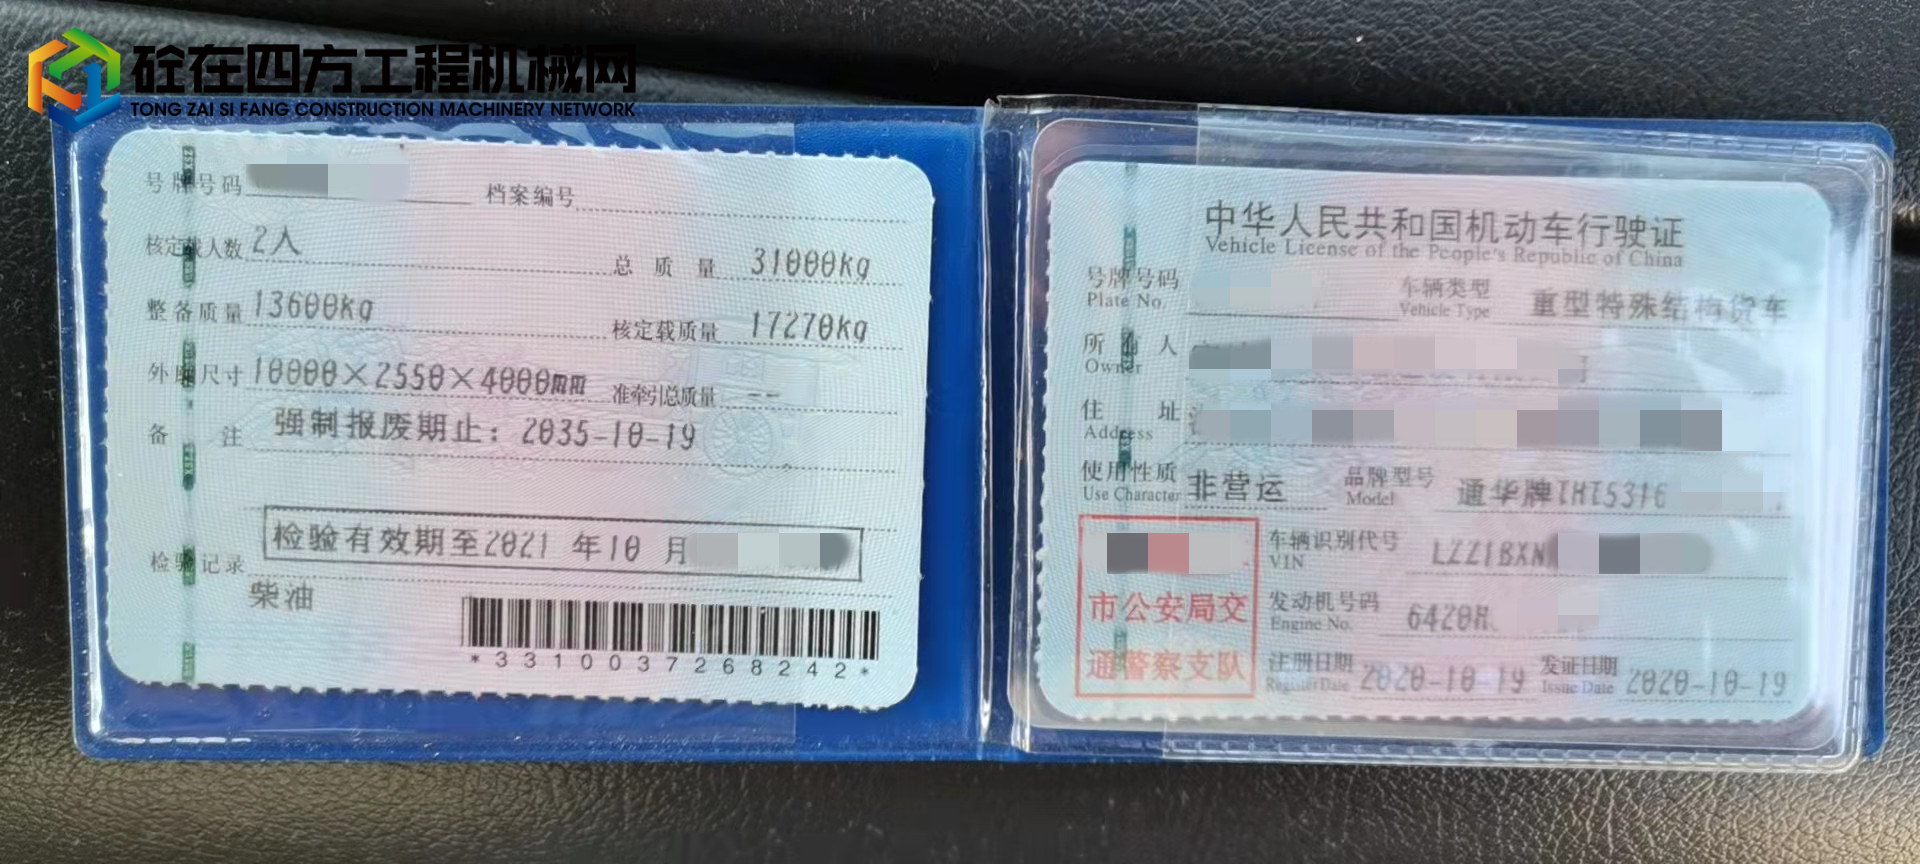 砼在四方工程机械网
TONG ZAI SI FANG CONSTRUCTION MACHINERY NETWORK
号牌号码 档案编号
核定载人数 2人 总质量 31000kg
整备质量 13600kg 核定载质量 17270kg
外廓尺寸 10000×2550×4000mm 准牵引总质量 --
备注 强制报废期止：2035-10-19
检验记录 检验有效期至2021 年10 月
柴油
*3310037268242*
中华人民共和国机动车行驶证
Vehicle License of the People's Republic of China
号牌号码 车辆类型 重型特殊结构货车
Plate No. Vehicle Type
所有人
Owner
住址
Address
使用性质 非营运 品牌型号 通华牌THT5316
Use Character Model
车辆识别代号 LZZ1BXN
VIN
市公安局交
通警察支队
发动机号码 6420H
Engine No.
注册日期 2020-10-19 发证日期 2020-10-19
Register Date Issue Date